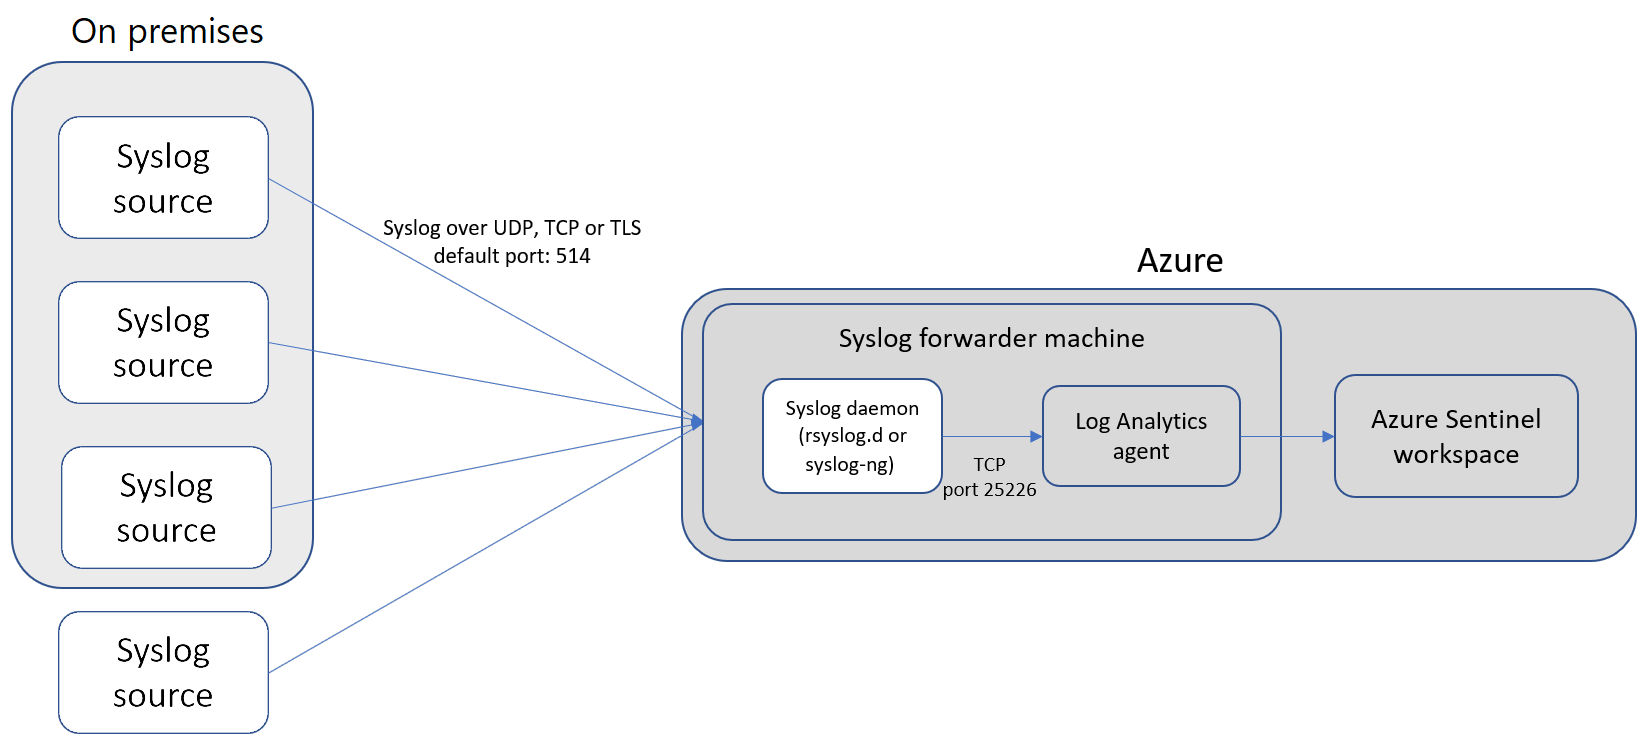 On premises
Syslog
source
Syslog
source
Syslog
source
Syslog
source
Syslog over UDP, TCP or TLS
default port: 514
Azure
Syslog forwarder machine
Syslog daemon
(rsyslog.d or
syslog-ng)
TCP
port 25226
Log Analytics
agent
Azure Sentinel
workspace